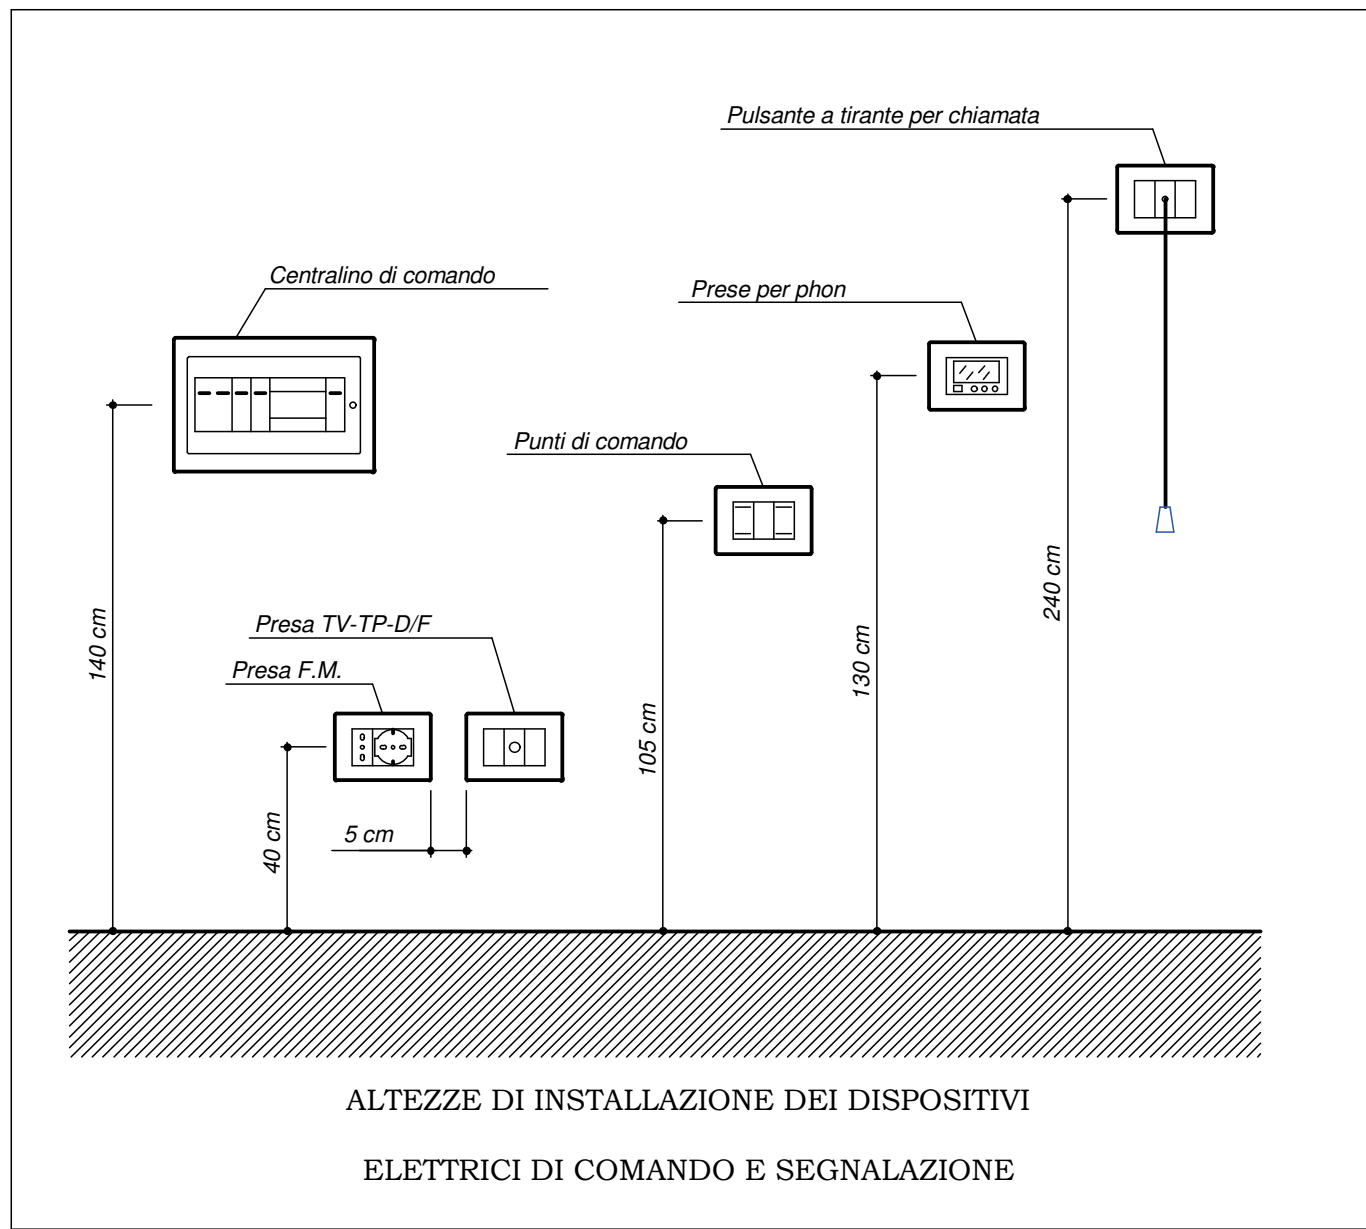 Pulsante a tirante per chiamata
Centralino di comando
Prese per phon
Punti di comando
240 cm
140 cm
Presa TV-TP-D/F
130 cm
Presa F.M.
105 cm
5 cm
40 cm
ALTEZZE DI INSTALLAZIONE DEI DISPOSITIVI
ELETTRICI DI COMANDO E SEGNALAZIONE